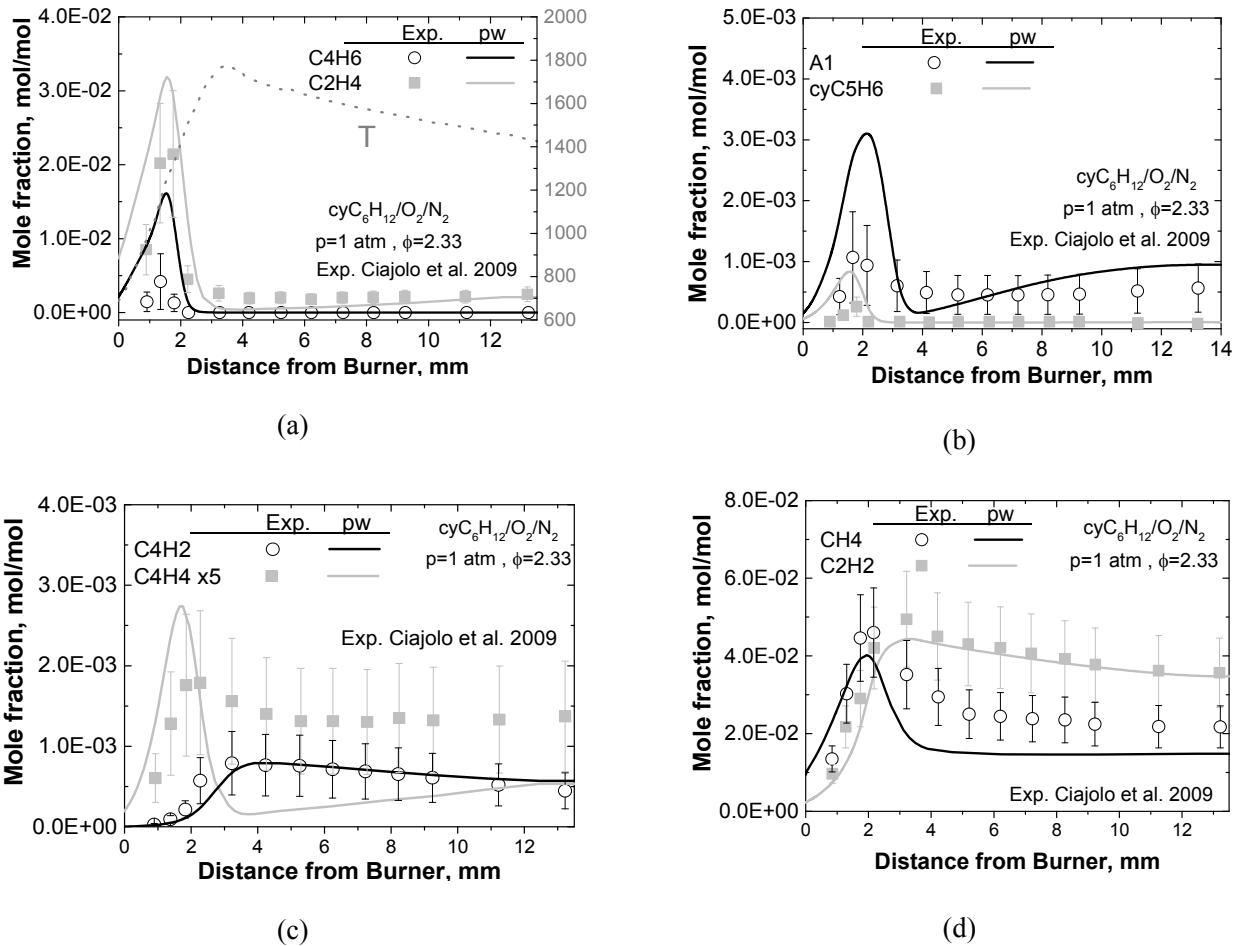 Exp. pw
C4H6
C2H4
T
cyC₆H₁₂/O₂/N₂
p=1 atm , ϕ=2.33
Exp. Ciajolo et al. 2009
Mole fraction, mol/mol
4.0E-02
3.0E-02
2.0E-02
1.0E-02
0.0E+00
2000
1800
1600
1400
1200
1000
800
600
0 2 4 6 8 10 12
Distance from Burner, mm
(a)
Exp. pw
A1
cyC5H6
cyC₆H₁₂/O₂/N₂
p=1 atm , ϕ=2.33
Exp. Ciajolo et al. 2009
Mole fraction, mol/mol
5.0E-03
4.0E-03
3.0E-03
2.0E-03
1.0E-03
0.0E+00
0 2 4 6 8 10 12 14
Distance from Burner, mm
(b)
Exp. pw
C4H2
C4H4 x5
cyC₆H₁₂/O₂/N₂
p=1 atm , ϕ=2.33
Exp. Ciajolo et al. 2009
Mole fraction, mol/mol
4.0E-03
3.0E-03
2.0E-03
1.0E-03
0.0E+00
0 2 4 6 8 10 12
Distance from Burner, mm
(c)
Exp. pw
CH4
C2H2
cyC₆H₁₂/O₂/N₂
p=1 atm , ϕ=2.33
Exp. Ciajolo et al. 2009
Mole fraction, mol/mol
8.0E-02
6.0E-02
4.0E-02
2.0E-02
0.0E+00
0 2 4 6 8 10 12
Distance from Burner, mm
(d)